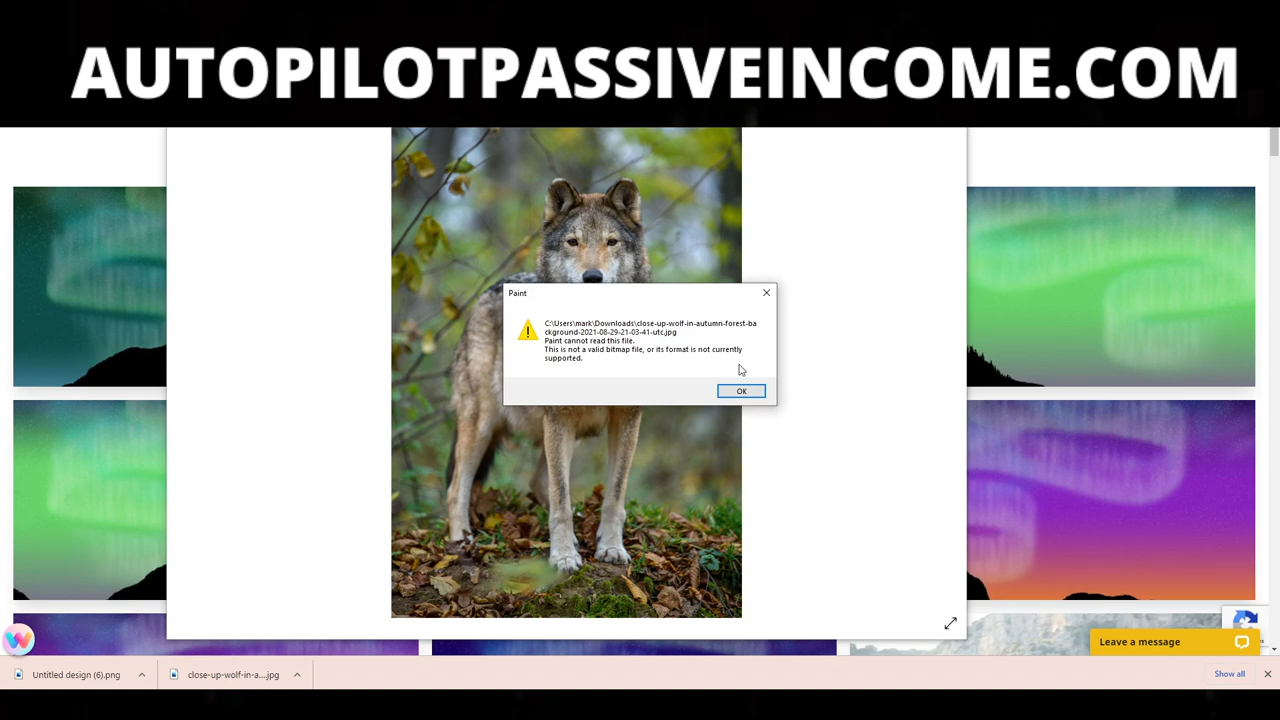 AUTOPILOTPASSIVEINCOME.COM
Paint
C:\Users\mark\Downloads\close-up-wolf-in-autumn-forest-ba
ckground-2021-08-29-21-03-41-utc.jpg
Paint cannot read this file.
This is not a valid bitmap file, or its format is not currently
supported.
OK
Leave a message
Untitled design (6).png
close-up-wolf-in-a....jpg
Show all